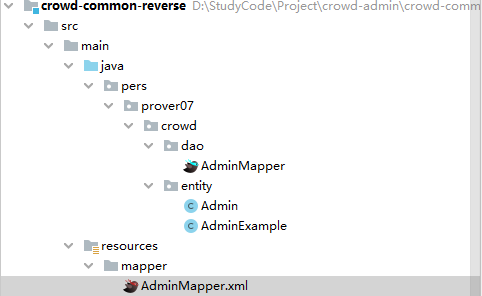 crowd-common-reverse D:\StudyCode\Project\crowd-admin\crowd-comm
src
main
java
pers
prover07
crowd
dao
AdminMapper
entity
Admin
AdminExample
resources
mapper
AdminMapper.xml